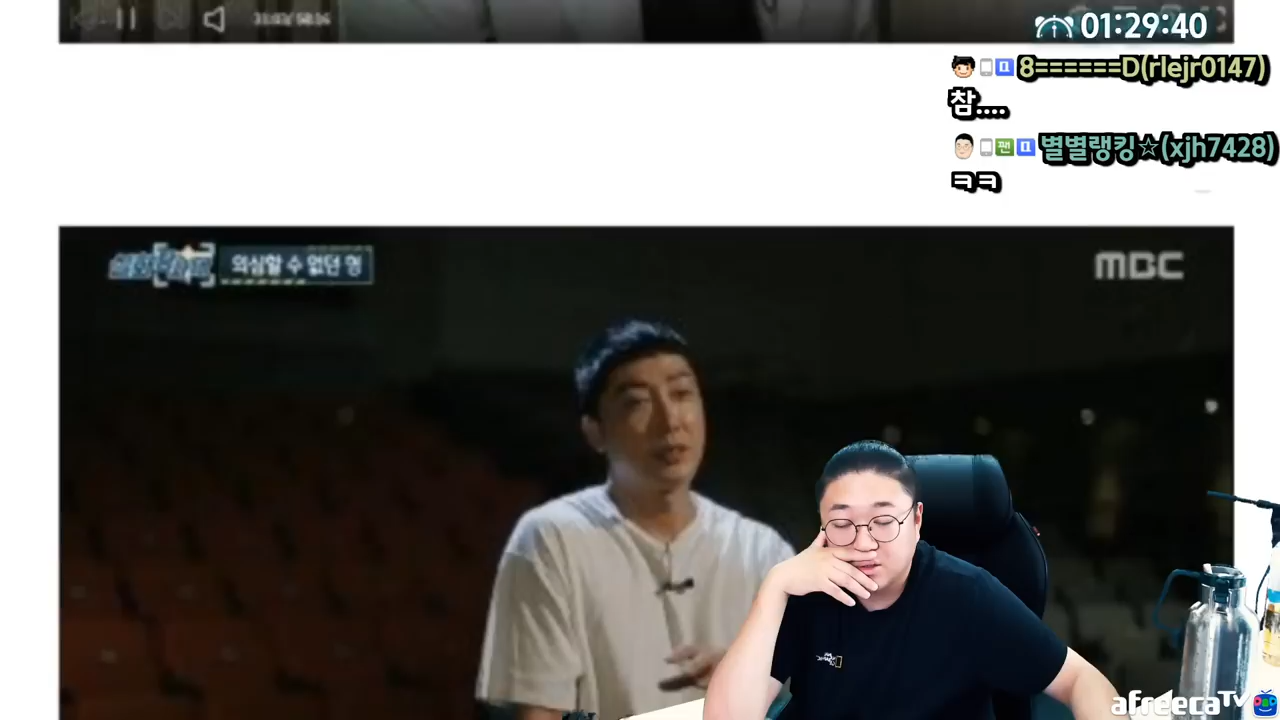 01:29:40
8======D(rlejr0147)
참....
별별랭킹☆(xjh7428)
ㅋㅋ
의심할 수 없던 형
MBC
afreecaTV